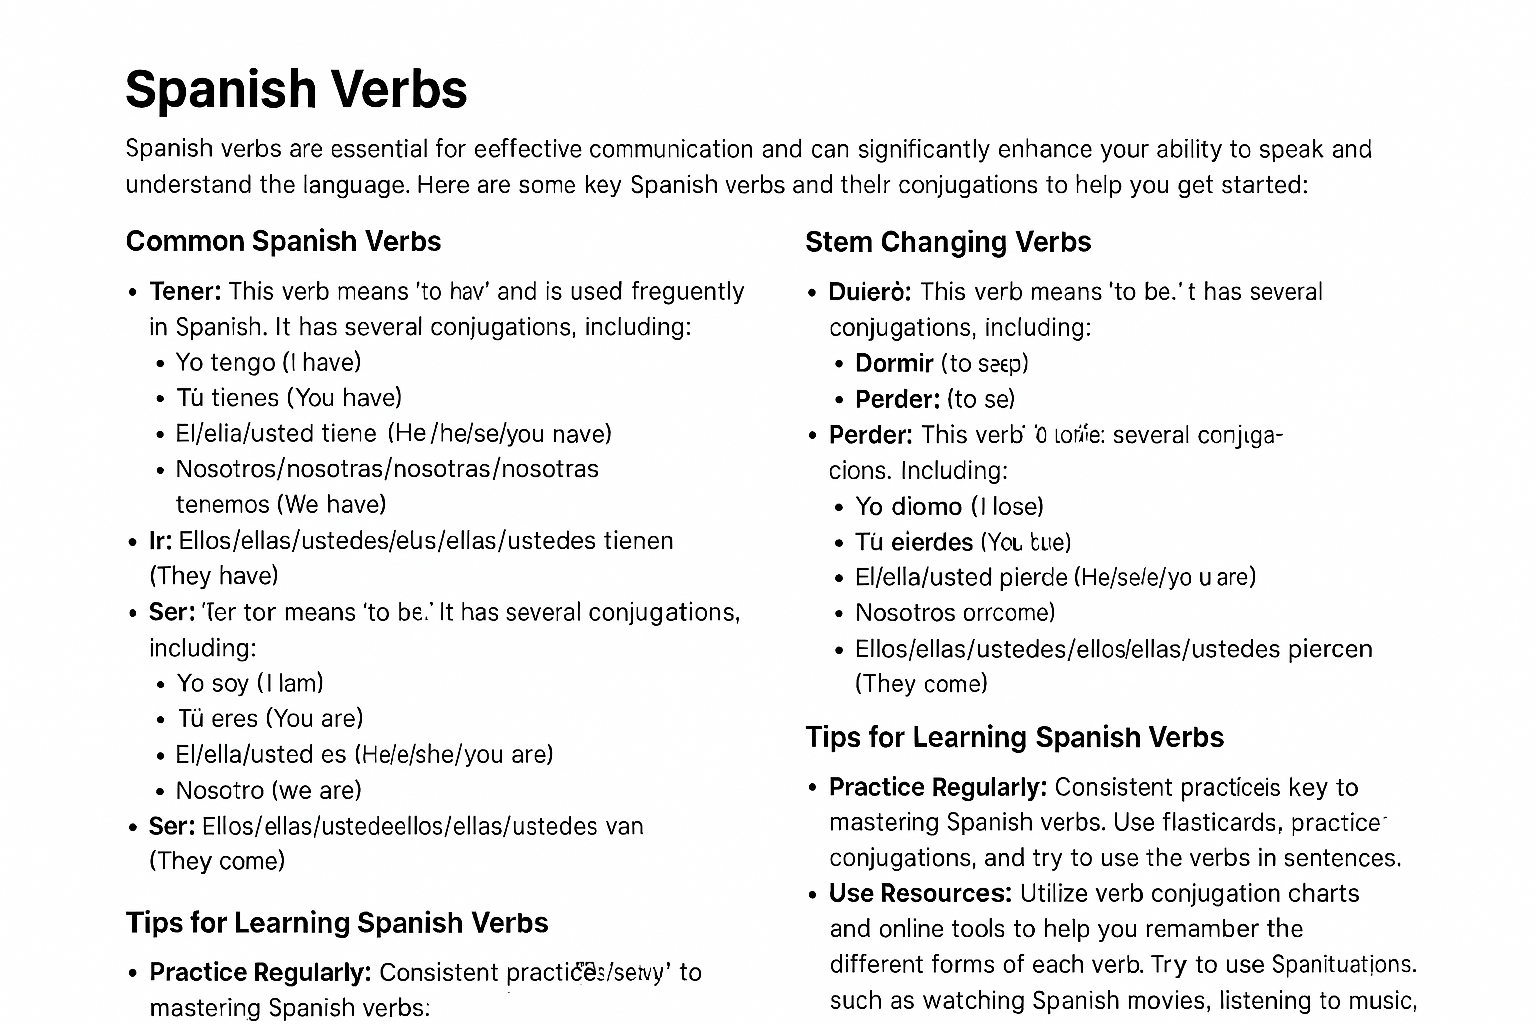 Spanish Verbs
Spanish verbs are essential for eeffective communication and can significantly enhance your ability to speak and
understand the language. Here are some key Spanish verbs and thelr conjugations to help you get started:
Common Spanish Verbs
• Tener: This verb means 'to hav' and is used freguently
in Spanish. It has several conjugations, including:
• Yo tengo (I have)
• Tú tienes (You have)
• El/elia/usted tiene (He/he/se/you nave)
• Nosotros/nosotras/nosotras/nosotras
tenemos (We have)
• Ir: Ellos/ellas/ustedes/elus/ellas/ustedes tienen
(They have)
• Ser: 'Ter tor means 'to be.' It has several conjugations,
including:
• Yo soy (I lam)
• Tü eres (You are)
• El/ella/usted es (He/e/she/you are)
• Nosotro (we are)
• Ser: Ellos/ellas/ustedeellos/ellas/ustedes van
(They come)
Tips for Learning Spanish Verbs
• Practice Regularly: Consistent to
mastering Spanish verbs:
Stem Changing Verbs
• Duierò: This verb means 'to be.' t has several
conjugations, including:
• Dormir (to
• Perder: (to se)
• Perder: This verb several conjıga-
cions. Including:
• Yo diomo (I lose)
• Tù eierdes
• El/ella/usted pierde (He/se/e/yo u are)
• Nosotros orrcome)
• Ellos/ellas/ustedes/ellos/ellas/ustedes piercen
(They come)
Tips for Learning Spanish Verbs
• Practice Regularly: Consistent practiceis key to
mastering Spanish verbs. Use flasticards, practice
conjugations, and try to use the verbs in sentences.
• Use Resources: Utilize verb conjugation charts
and online tools to help you remamber the
different forms of each verb. Try to use Spanituations.
such as watching Spanish movies, listening to music,